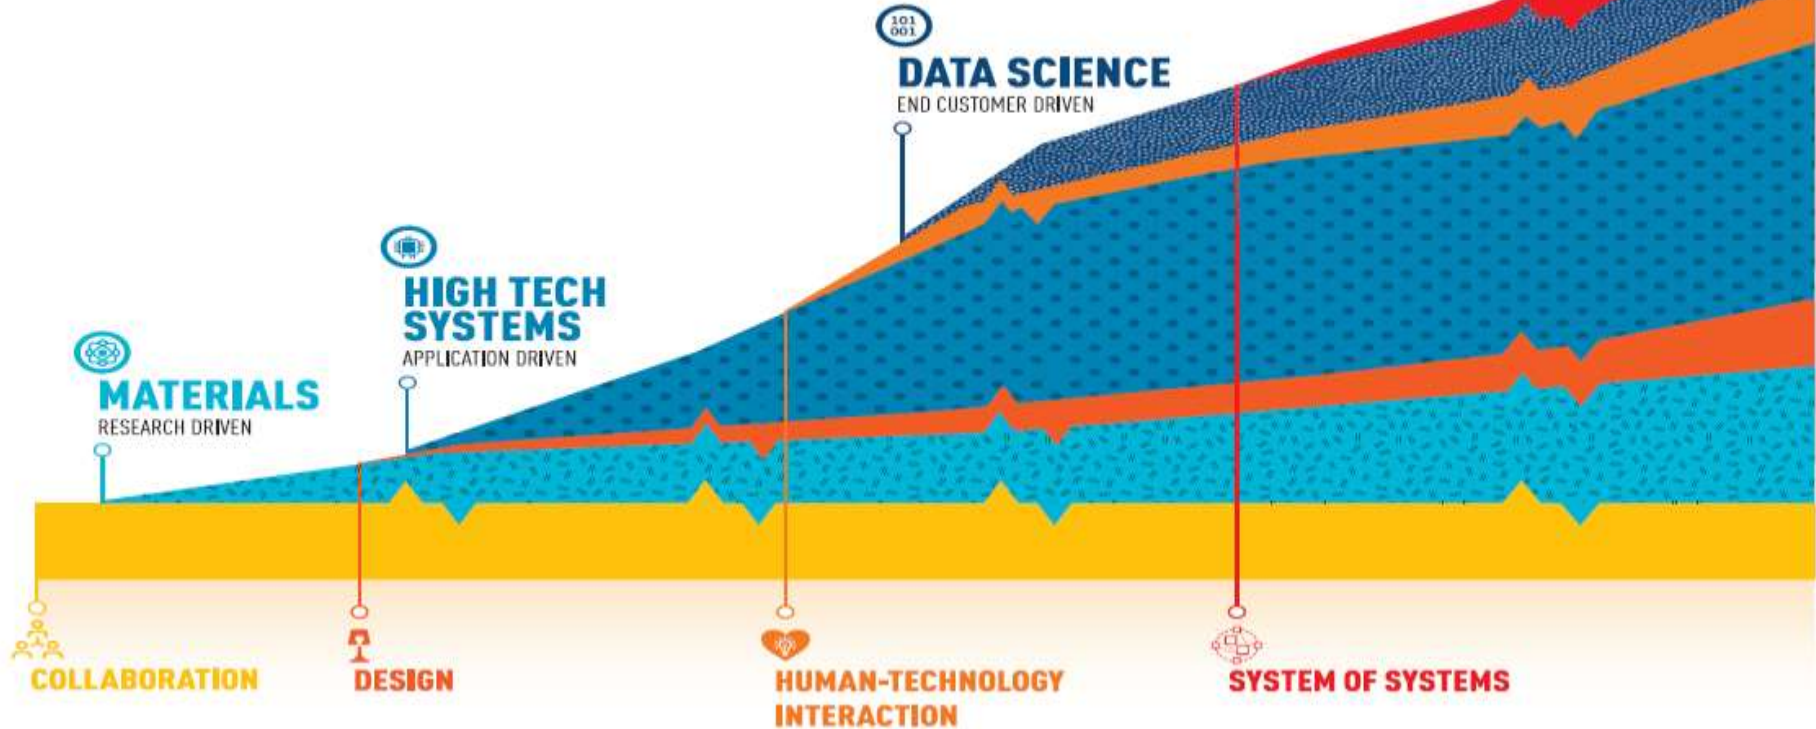 101
001
DATA SCIENCE
END CUSTOMER DRIVEN
HIGH TECH
SYSTEMS
APPLICATION DRIVEN
MATERIALS
RESEARCH DRIVEN
COLLABORATION
DESIGN
HUMAN-TECHNOLOGY
INTERACTION
SYSTEM OF SYSTEMS